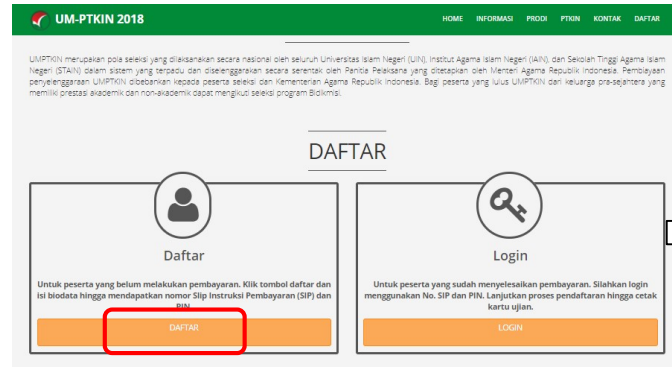 UM-PTKIN 2018
HOME INFORMASI PRODI PTKIN KONTAK DAFTAR
UMPTKIN merupakan pola seleksi yang dilaksanakan secara nasional oleh seluruh Universitas Islam Negeri (UIN), Institut Agama Islam Negeri (IAIN), dan Sekolah Tinggi Agama Islam
Negeri (STAIN) dalam sistem yang terpadu dan diselenggarakan secara serentak oleh Panitia Pelaksana yang ditetapkan oleh Menteri Agama Republik Indonesia. Pembiayaan
penyelenggaraan UMPTKIN dibebankan kepada peserta seleksi dan Kementerian Agama Republik Indonesia. Bagi peserta yang lulus UMPTKIN dari keluarga pra-sejahtera yang
memiliki prestasi akademik dan non-akademik dapat mengikuti seleksi program Bidikmisi.
DAFTAR
Daftar
Untuk peserta yang belum melakukan pembayaran. Klik tombol daftar dan
isi biodata hingga mendapatkan nomor Slip Instruksi Pembayaran (SIP) dan
PIN.
DAFTAR
Login
Untuk peserta yang sudah menyelesaikan pembayaran. Silahkan login
menggunakan No. SIP dan PIN. Lanjutkan proses pendaftaran hingga cetak
kartu ujian.
LOGIN